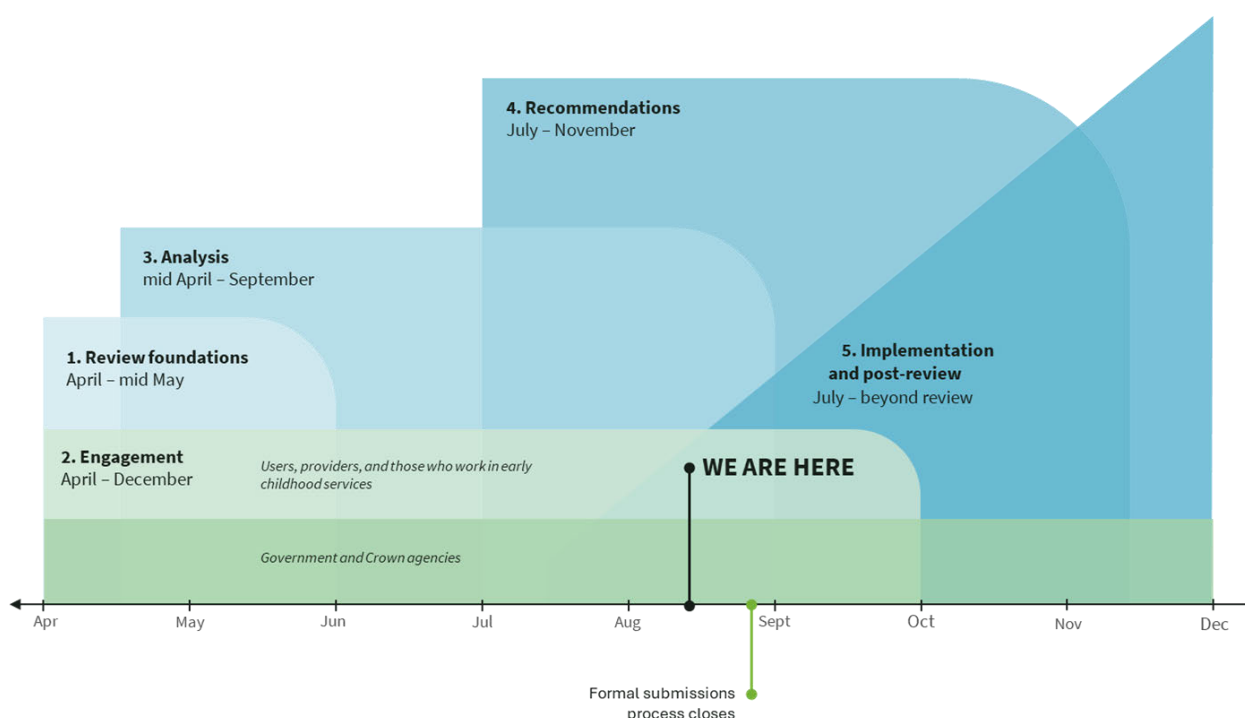 4. Recommendations
July – November
3. Analysis
mid April – September
1. Review foundations
April – mid May
5. Implementation
and post-review
July – beyond review
2. Engagement
April – December
Users, providers, and those who work in early
childhood services
WE ARE HERE
Government and Crown agencies
Apr
May
Jun
Jul
Aug
Sept
Oct
Nov
Dec
Formal submissions
process closes